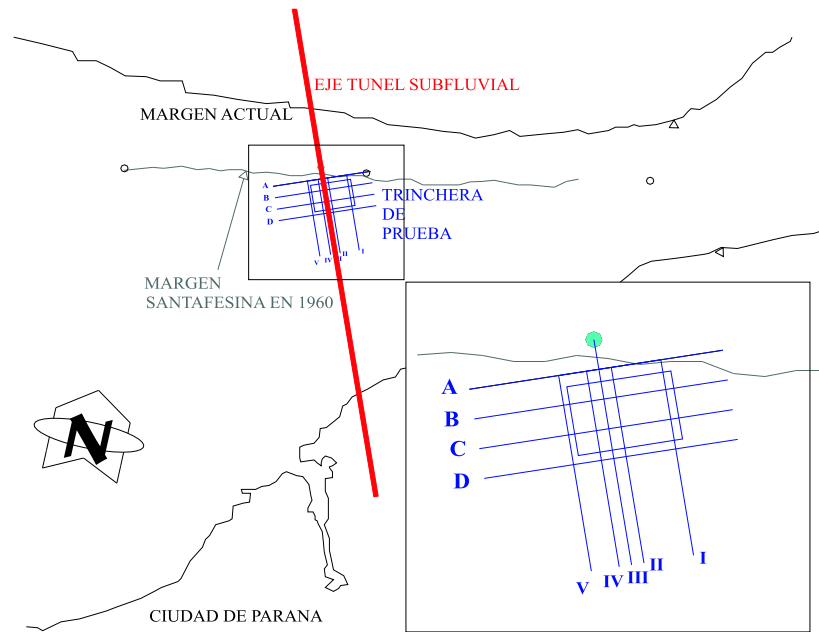 EJE TUNEL SUBFLUVIAL
MARGEN ACTUAL
A
B
C
D
TRINCHERA
DE
PRUEBA
V
IV
I
II
I
MARGEN
SANTAFESINA EN 1960
N
A
B
C
D
V
IV
III
II
I
CIUDAD DE PARANA